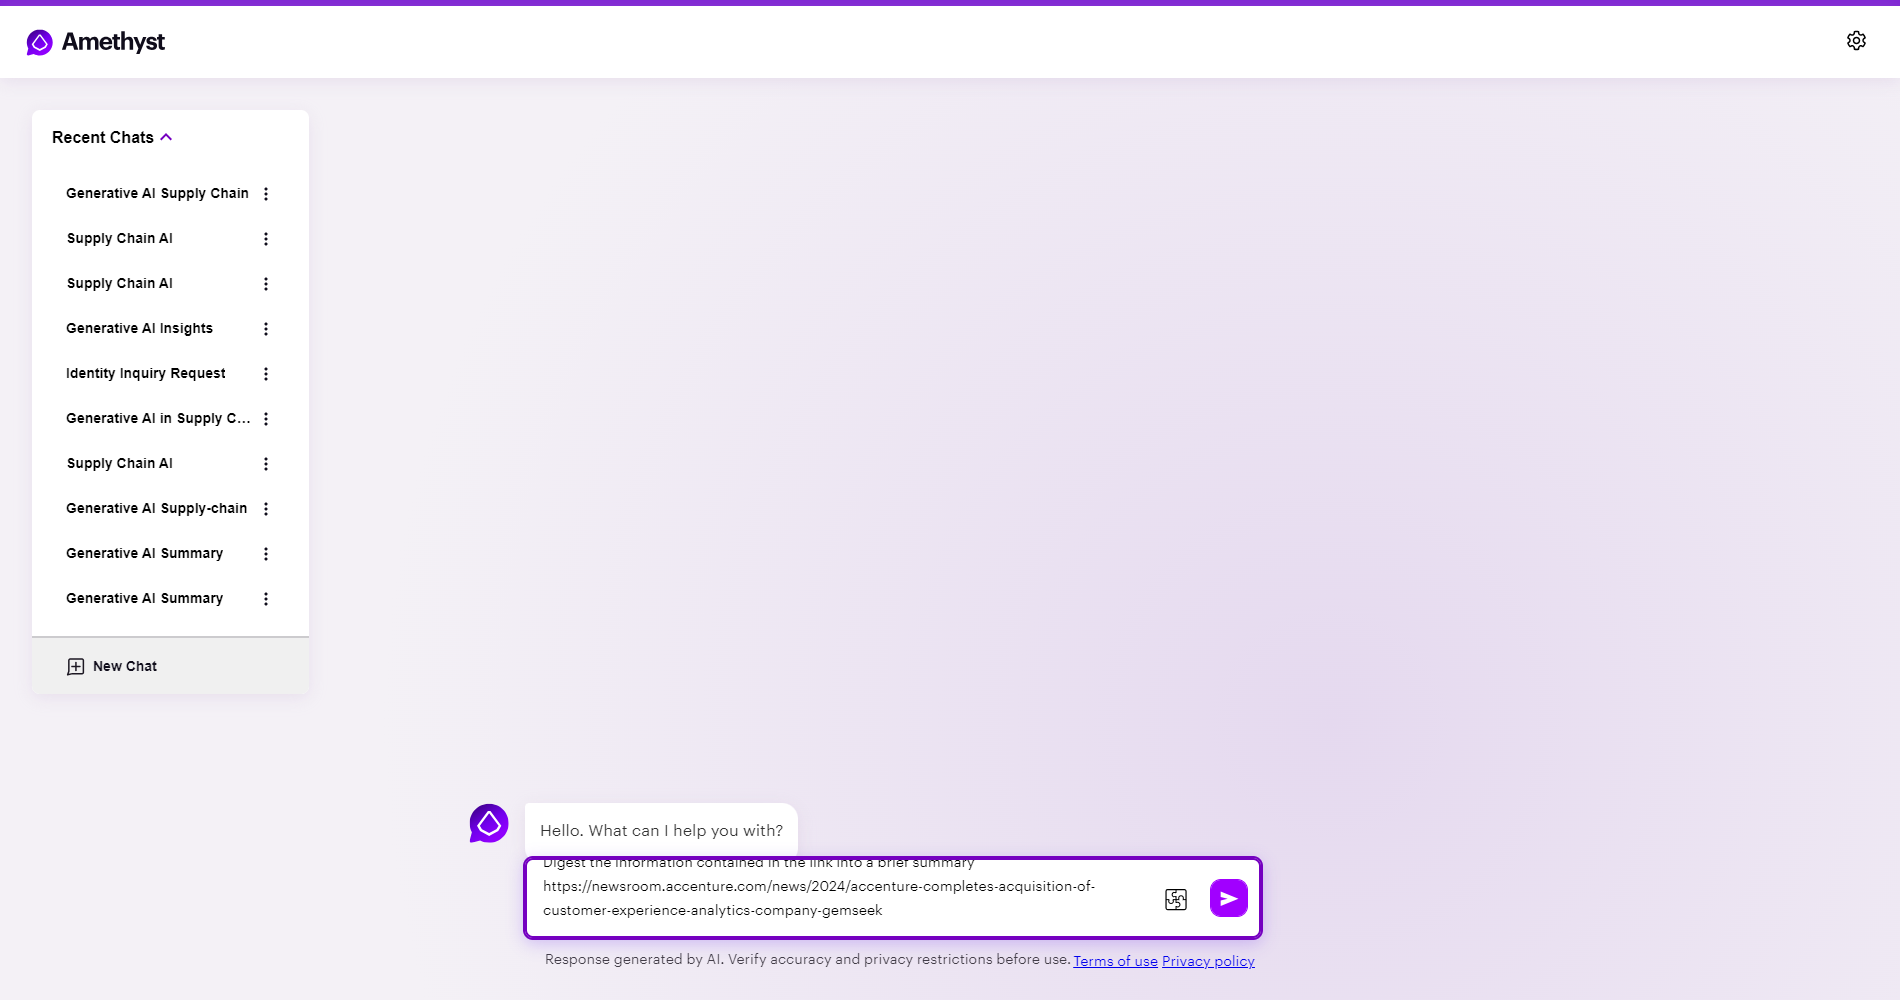 Amethyst
Recent Chats
Generative AI Supply Chain
Supply Chain AI
Supply Chain AI
Generative AI Insights
Identity Inquiry Request
Generative AI in Supply C...
Supply Chain AI
Generative AI Supply-chain
Generative AI Summary
Generative AI Summary
New Chat
Hello. What can I help you with?
Digest the information contained in the link into a brief summary
https://newsroom.accenture.com/news/2024/accenture-completes-acquisition-of-
customer-experience-analytics-company-gemseek
Response generated by AI. Verify accuracy and privacy restrictions before use. Terms of use Privacy policy